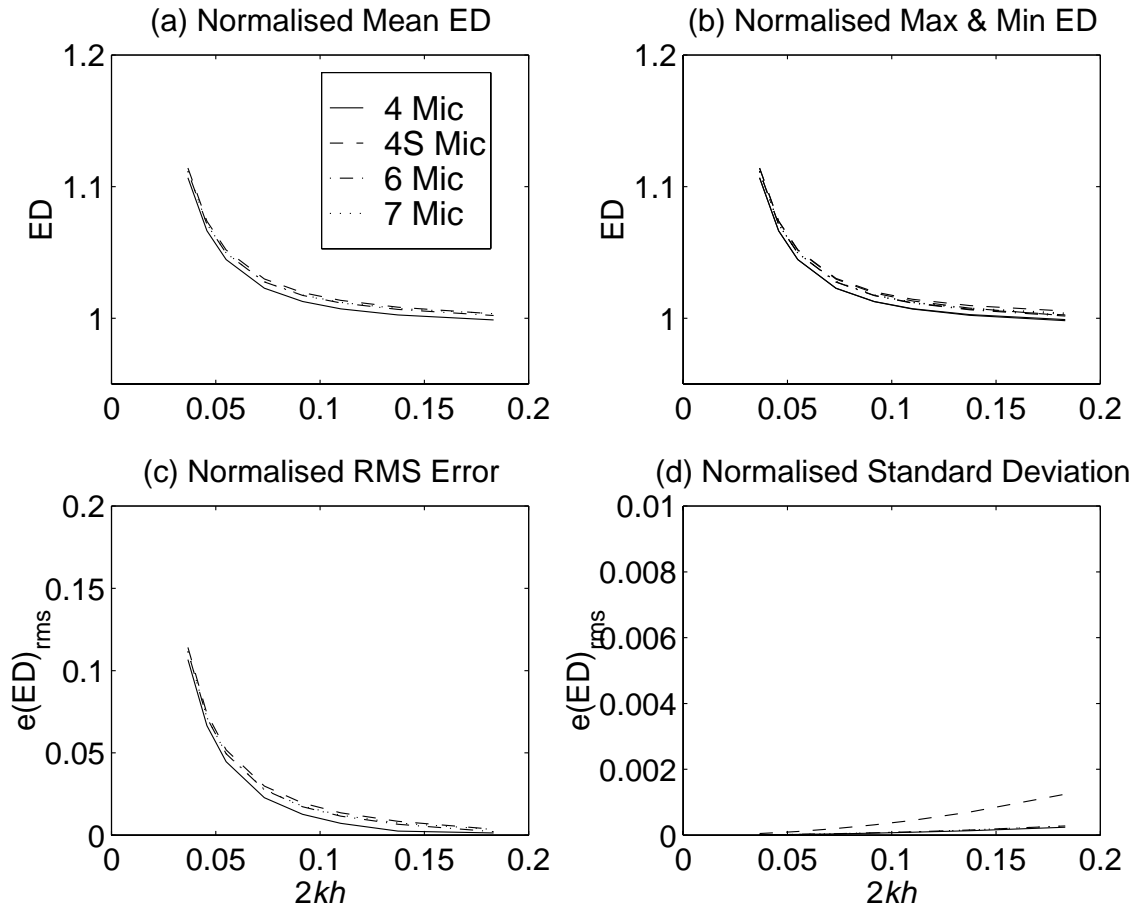 (a) Normalised Mean ED
1.2
1.1
1
ED
0
0.05
0.1
0.15
0.2
4 Mic
4S Mic
6 Mic
7 Mic
(b) Normalised Max & Min ED
1.2
1.1
1
ED
0
0.05
0.1
0.15
0.2
(c) Normalised RMS Error
0.2
0.15
0.1
0.05
0
e(ED)rms
0
0.05
0.1
0.15
0.2
2kh
(d) Normalised Standard Deviation
0.01
0.008
0.006
0.004
0.002
0
e(ED)rms
0
0.05
0.1
0.15
0.2
2kh